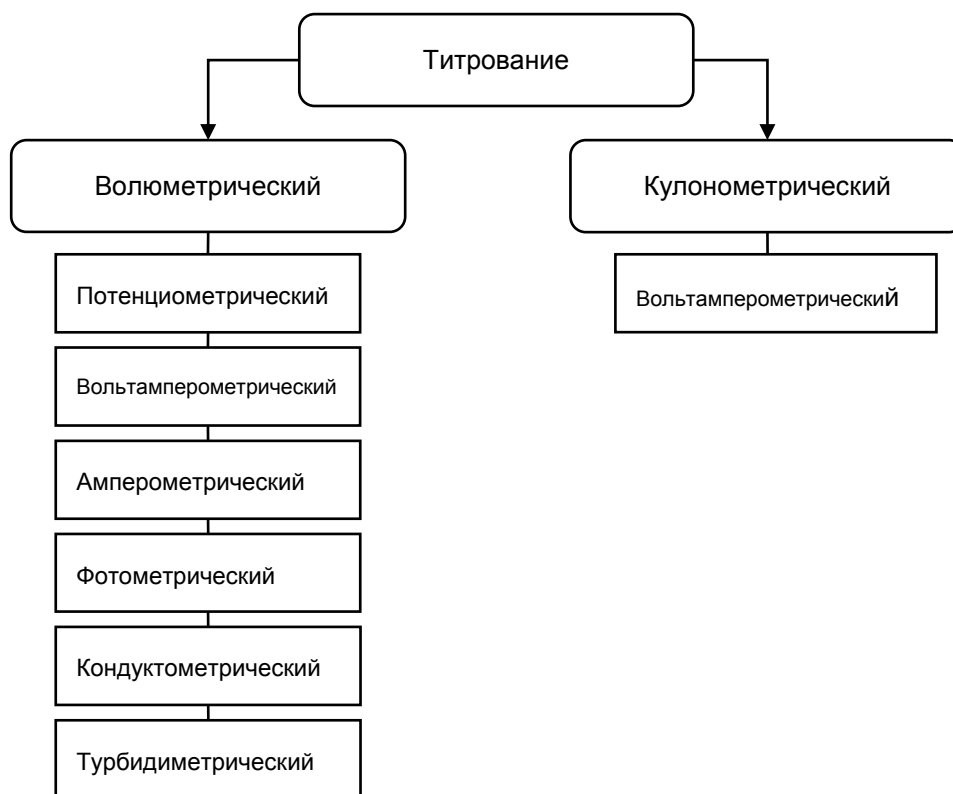 Титрование
Волюметрический
Кулонометрический
Потенциометрический
Вольтамперометрический
Вольтамперометрический
Амперометрический
Фотометрический
Кондуктометрический
Турбидиметрический